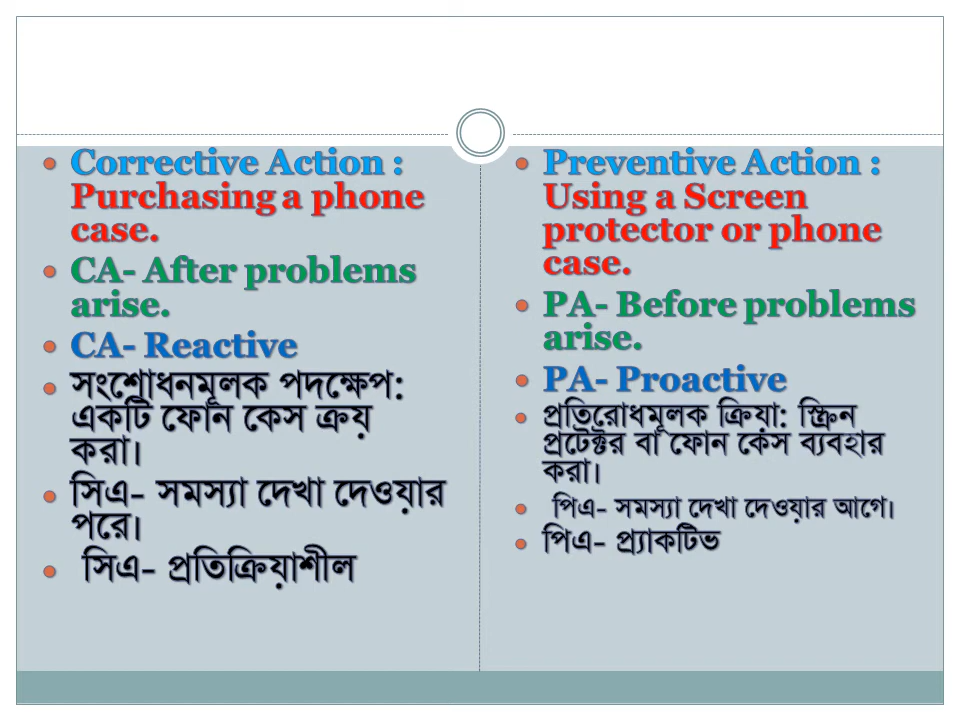 Corrective Action :
Purchasing a phone
case.
CA- After problems
arise.
CA- Reactive
সংশোধনমূলক পদক্ষেপ:
একটি ফোন কেস ক্রয়
করা।
সিএ- সমস্যা দেখা দেওয়ার
পরে।
সিএ- প্রতিক্রিয়াশীল
Preventive Action :
Using a Screen
protector or phone
case.
PA- Before problems
arise.
PA- Proactive
প্রতিরোধমূলক ক্রিয়া: স্ক্রিন
প্রটেক্টর বা ফোন কেস ব্যবহার
করা।
পিএ- সমস্যা দেখা দেওয়ার আগে।
পিএ- প্র্যাকটিভ